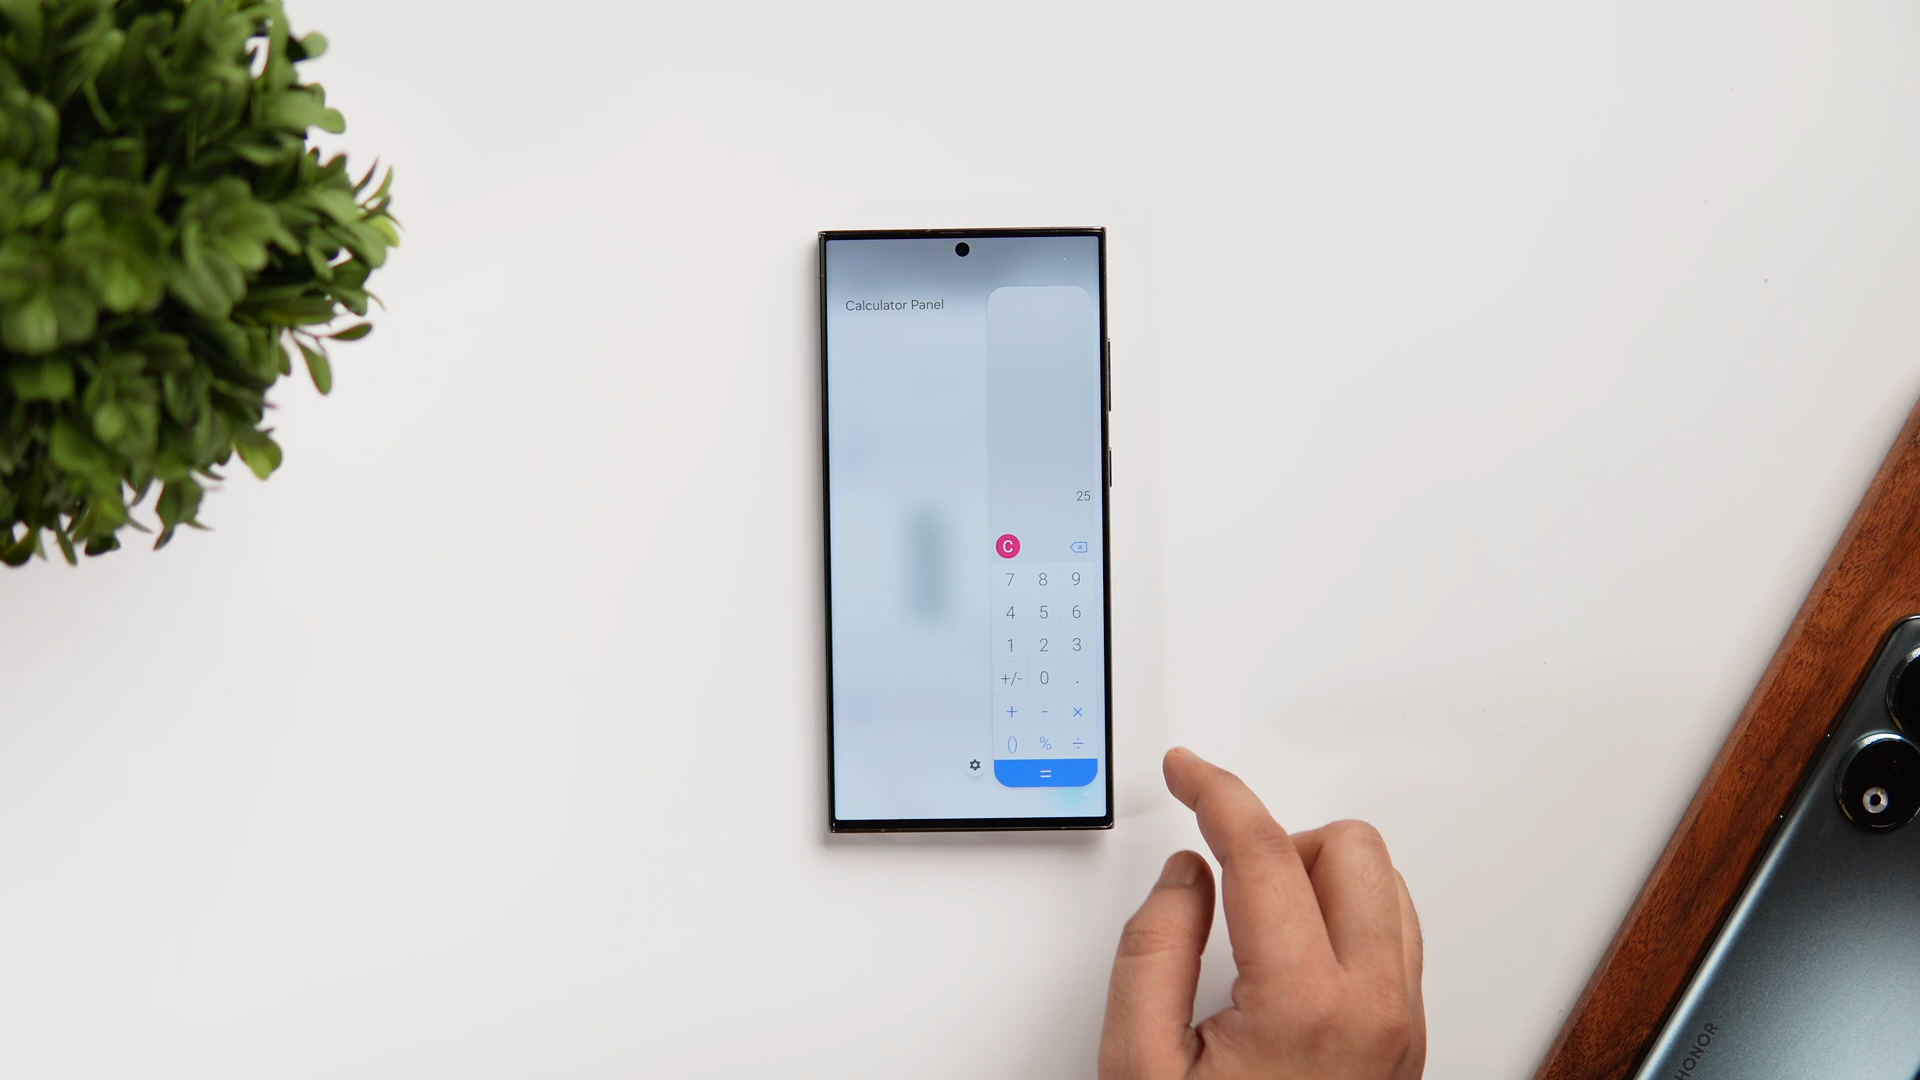 Calculator Panel
25
C
7 8 9
4 5 6
1 2 3
+/- 0 .
+ - ×
() % ÷
=
HONOR